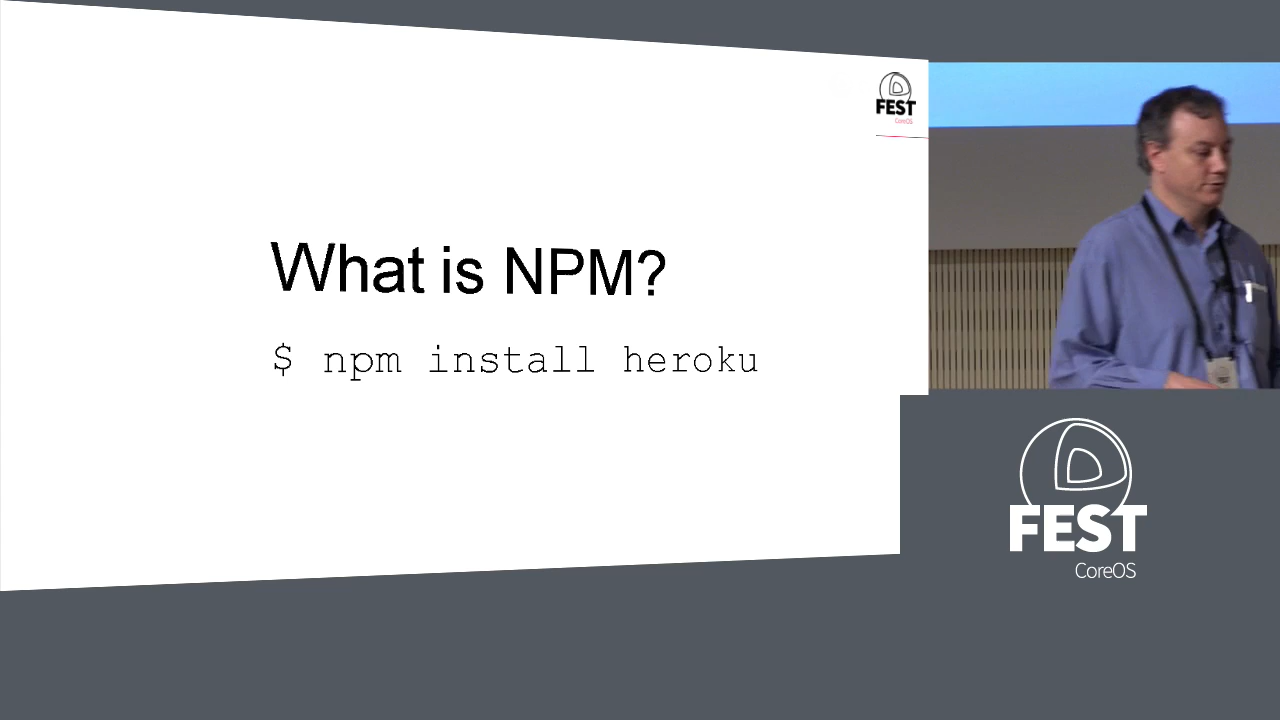 FEST
CoreOS
What is NPM?
$ npm install heroku
FEST
CoreOS